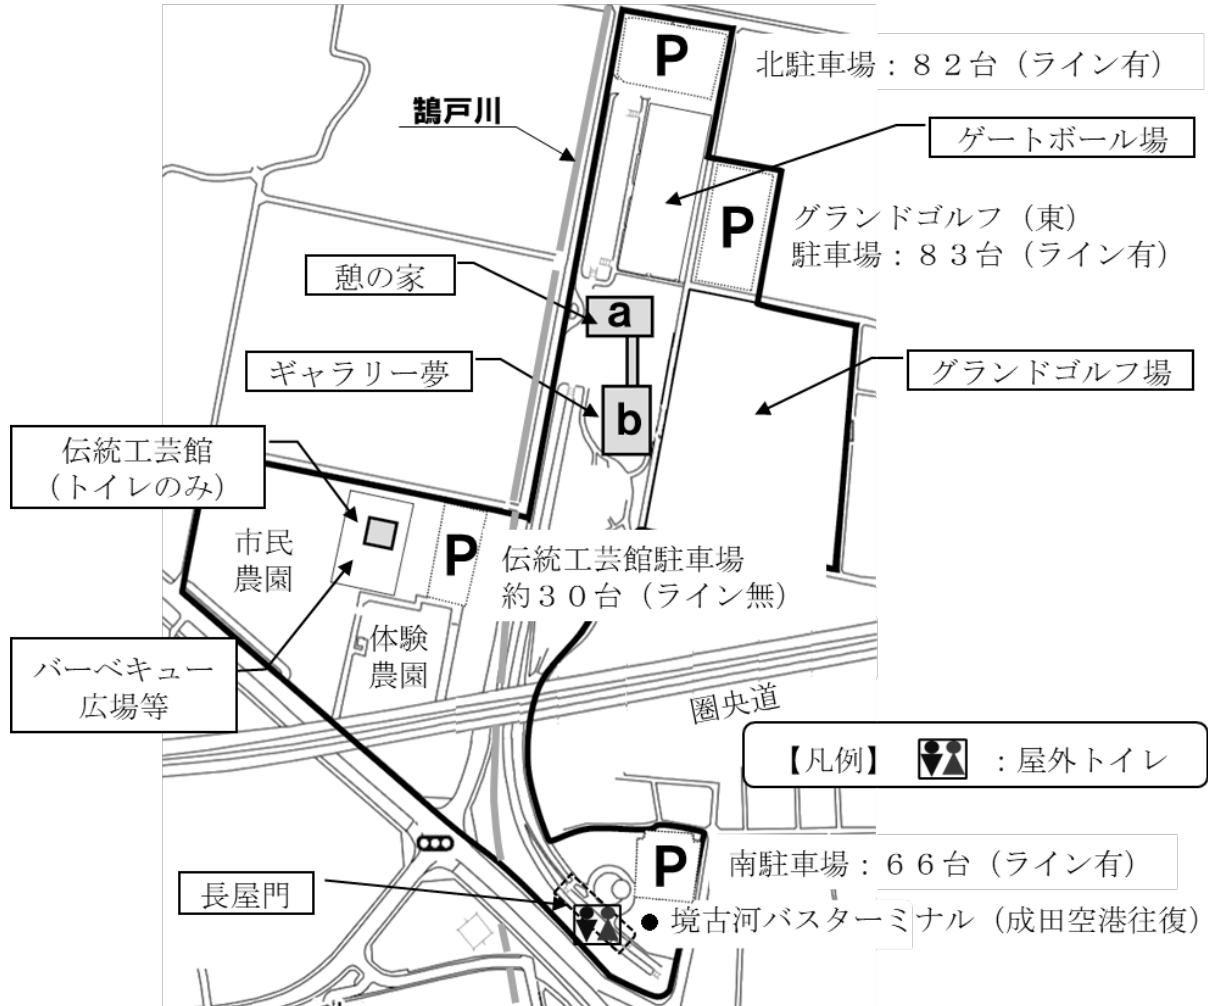 P
北駐車場：８２台（ライン有）
鵠戸川
ゲートボール場
P
グランドゴルフ（東）
駐車場：８３台（ライン有）
憩の家
a
ギャラリー夢
グランドゴルフ場
b
伝統工芸館
（トイレのみ）
市民
農園
P
伝統工芸館駐車場
約３０台（ライン無）
体験
農園
バーベキュー
広場等
圏央道
【凡例】 ：屋外トイレ
P
南駐車場：６６台（ライン有）
長屋門
● 境古河バスターミナル（成田空港往復）